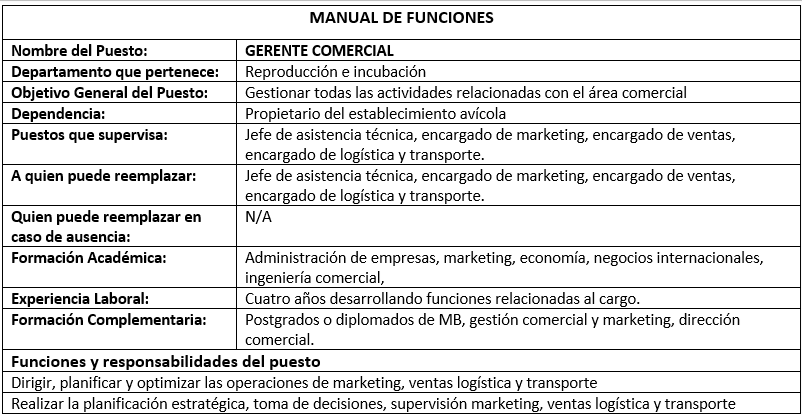 MANUAL DE FUNCIONES
Nombre del Puesto: GERENTE COMERCIAL
Departamento que pertenece: Reproducción e incubación
Objetivo General del Puesto: Gestionar todas las actividades relacionadas con el área comercial
Dependencia: Propietario del establecimiento avícola
Puestos que supervisa: Jefe de asistencia técnica, encargado de marketing, encargado de ventas,
encargado de logística y transporte.
A quien puede reemplazar: Jefe de asistencia técnica, encargado de marketing, encargado de ventas,
encargado de logística y transporte.
Quien puede reemplazar en N/A
caso de ausencia:
Formación Académica: Administración de empresas, marketing, economía, negocios internacionales,
ingeniería comercial,
Experiencia Laboral: Cuatro años desarrollando funciones relacionadas al cargo.
Formación Complementaria: Postgrados o diplomados de MB, gestión comercial y marketing, dirección
comercial.
Funciones y responsabilidades del puesto
Dirigir, planificar y optimizar las operaciones de marketing, ventas logística y transporte
Realizar la planificación estratégica, toma de decisiones, supervisión marketing, ventas logística y transporte